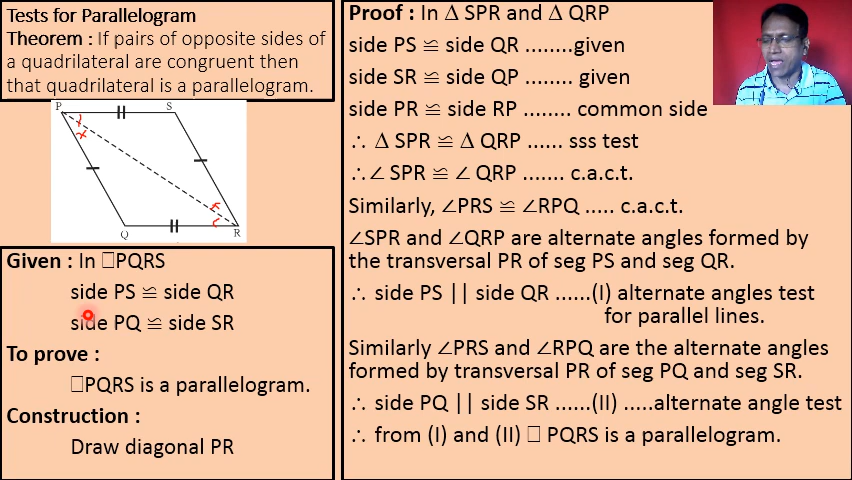 Tests for Parallelogram
Theorem : If pairs of opposite sides of
a quadrilateral are congruent then
that quadrilateral is a parallelogram.
P
S
Q
R
Given : In □PQRS
side PS ≌ side QR
side PQ ≌ side SR
To prove :
□PQRS is a parallelogram.
Construction :
Draw diagonal PR
Proof : In Δ SPR and Δ QRP
side PS ≌ side QR ........given
side SR ≌ side QP ........ given
side PR ≌ side RP ........ common side
∴ Δ SPR ≌ Δ QRP ...... sss test
∴∠ SPR ≌ ∠ QRP ....... c.a.c.t.
Similarly, ∠PRS ≌ ∠RPQ ..... c.a.c.t.
∠SPR and ∠QRP are alternate angles formed by
the transversal PR of seg PS and seg QR.
∴ side PS || side QR ......(I) alternate angles test
for parallel lines.
Similarly ∠PRS and ∠RPQ are the alternate angles
formed by transversal PR of seg PQ and seg SR.
∴ side PQ || side SR ......(II) .....alternate angle test
∴ from (I) and (II) □ PQRS is a parallelogram.